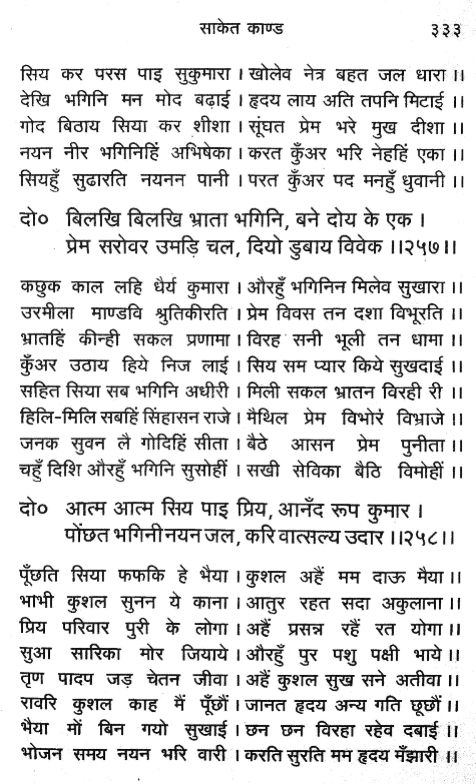 साकेत काण्ड ३३३
सिय कर परस पाइ सुकुमारा । खोलेव नेत्र बहत जल धारा ।।
देखि भगिनि मन मोद बढ़ाई । हृदय लाय अति तपनि मिटाई ।।
गोद बिठाय सिया कर शीशा । सूंघत प्रेम भरे मुख दीशा ।।
नयन नीर भगिनिहिं अभिषेका । करत कुँअर भरि नेहहिं एका ।।
सियहुँ सुढारति नयनन पानी । परत कुँअर पद मनहुँ धुवानी ।।
दो० बिलखि बिलखि भ्राता भगिनि, बने दोय के एक ।
प्रेम सरोवर उमड़ि चल, दियो डुबाय विवेक ।।२५७।।
कछुक काल लहि धैर्य कुमारा । औरहुँ भगिनिन मिलेव सुखारा ।।
उरमीला माण्डवि श्रुतिकीरति । प्रेम विवस तन दशा विभूरति ।।
भ्रातहिं कीन्ही सकल प्रणामा । विरह सनी भूली तन धामा ।।
कुँअर उठाय हिये निज लाई । सिय सम प्यार किये सुखदाई ।।
सहित सिया सब भगिनि अधीरी । मिली सकल भ्रातन विरही री ।।
हिलि-मिलि सबहिं सिंहासन राजे । मैथिल प्रेम विभोरं विभ्राजे ।।
जनक सुवन लै गोदिहिं सीता । बैठे आसन प्रेम पुनीता ।।
चहुँ दिशि औरहुँ भगिनि सुसोहीं । सखी सेविका बैठि विमोहीं ।।
दो० आत्म आत्म सिय पाइ प्रिय, आनँद रूप कुमार ।
पोंछत भगिनी नयन जल, करि वात्सल्य उदार ।।२५८।।
पूँछति सिया फफकि हे भैया । कुशल अहैं मम दाऊ मैया ।।
भाभी कुशल सुनन ये काना । आतुर रहत सदा अकुलाना ।।
प्रिय परिवार पुरी के लोगा । अहैं प्रसन्न रहैं रत योगा ।।
सुआ सारिका मोर जियाये । औरहुँ पुर पशु पक्षी भाये ।।
तृण पादप जड़ चेतन जीवा । अहैं कुशल सुख सने अतीवा ।।
रावरि कुशल काह मैं पूँछौं । जानत हृदय अन्य गति छूछौं ।।
भैया मों बिन गयो सुखाई । छन छन विरहा रहेव दबाई ।।
भोजन समय नयन भरि वारी । करति सुरति मम हृदय मँझारी ।।